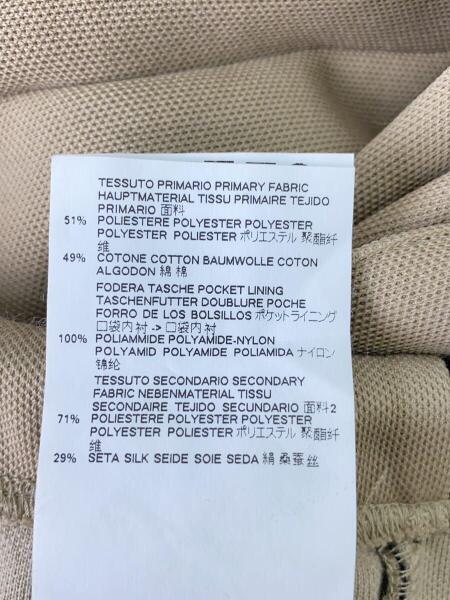 TESSUTO PRIMARIO PRIMARY FABRIC
HAUPTMATERIAL TISSU PRIMAIRE TEJIDO
PRIMARIO 面料
51% POLIESTERE POLYESTER POLYESTER
POLYESTER POLIESTER ポリエステル 聚酯纤
维
49% COTONE COTTON BAUMWOLLE COTON
ALGODON 綿 棉
FODERA TASCHE POCKET LINING
TASCHENFUTTER DOUBLURE POCHE
FORRO DE LOS BOLSILLOS ポケットライニング
口袋内衬 -> 口袋内衬
100% POLIAMMIDE POLYAMIDE-NYLON
POLYAMID POLYAMIDE POLIAMIDA ナイロン
锦纶
TESSUTO SECONDARIO SECONDARY
FABRIC NEBENMATERIAL TISSU
SECONDAIRE TEJIDO SECUNDARIO 面料2
71% POLIESTERE POLYESTER POLYESTER
POLYESTER POLIESTER ポリエステル 聚酯纤
维
29% SETA SILK SEIDE SOIE SEDA 絹 桑蚕丝